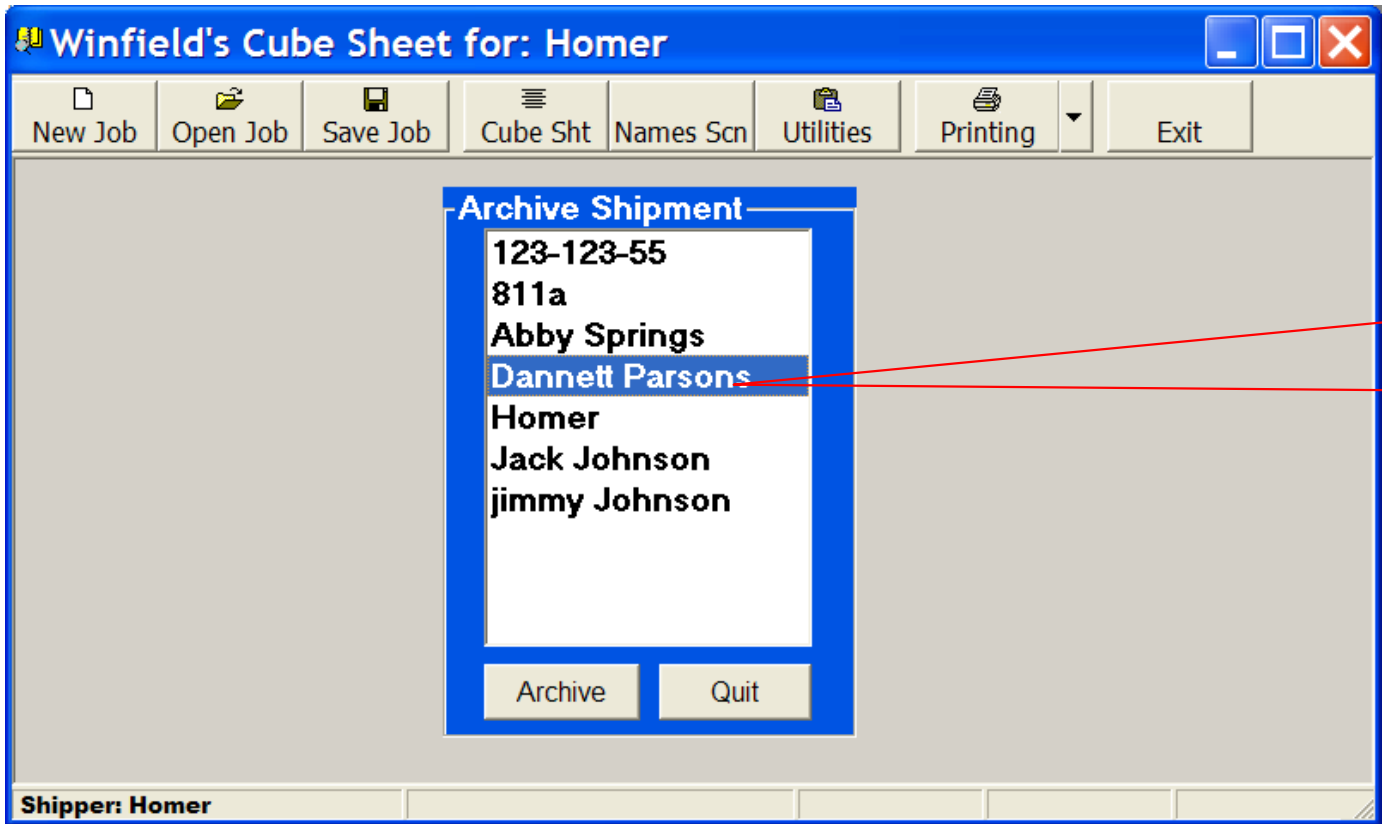 Winfield's Cube Sheet for: Homer
New Job Open Job Save Job Cube Sht Names Scn Utilities Printing Exit
Archive Shipment
123-123-55
811a
Abby Springs
Dannett Parsons
Homer
Jack Johnson
jimmy Johnson
Archive Quit
Shipper: Homer